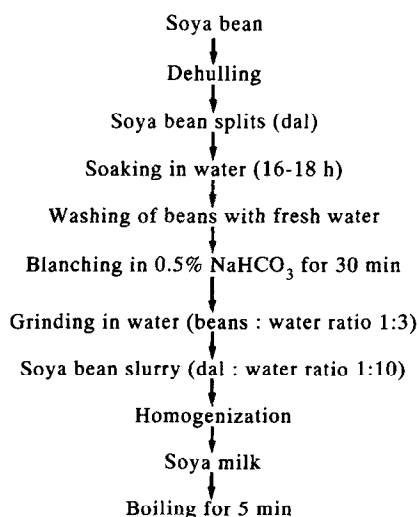 Soya bean
Dehulling
Soya bean splits (dal)
Soaking in water (16-18 h)
Washing of beans with fresh water
Blanching in 0.5% NaHCO₃ for 30 min
Grinding in water (beans : water ratio 1:3)
Soya bean slurry (dal : water ratio 1:10)
Homogenization
Soya milk
Boiling for 5 min